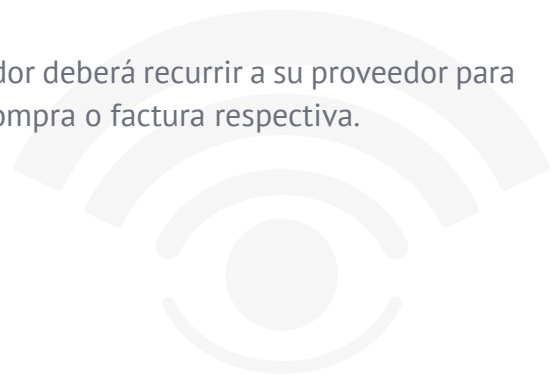 dor deberá recurrir a su proveedor para
ompra o factura respectiva.